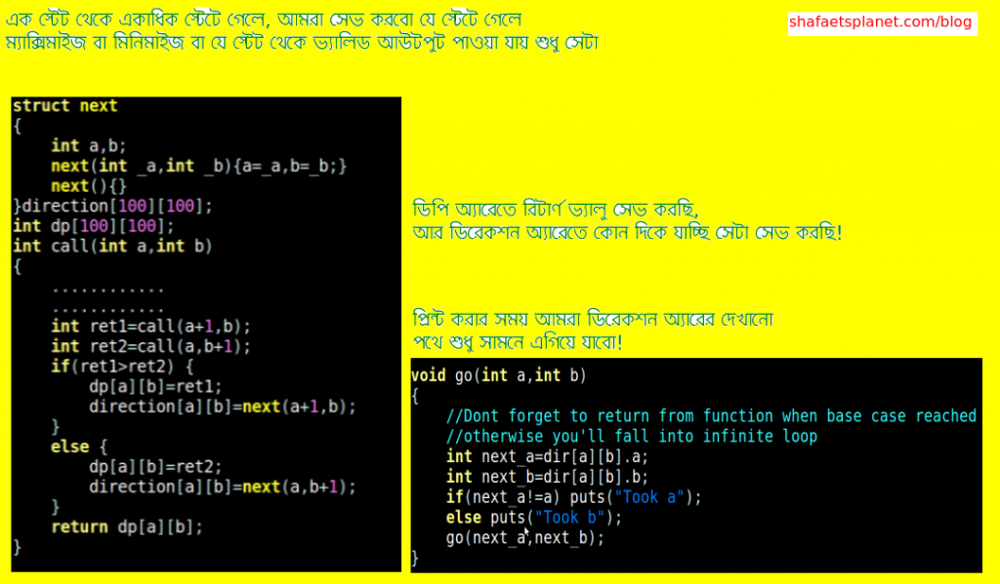 এক স্টেট থেকে একাধিক স্টেটে গেলে, আমরা সেভ করবো যে স্টেটে গেলে
ম্যাক্সিমাইজ বা মিনিমাইজ বা যে স্টেট থেকে ভ্যালিড আউটপুট পাওয়া যায় শুধু সেটা
shafaetsplanet.com/blog
struct next
{
    int a,b;
    next(int _a,int _b){a=_a,b=_b;}
    next(){}
}direction[100][100];
int dp[100][100];
int call(int a,int b)
{
    ............
    ............
    int ret1=call(a+1,b);
    int ret2=call(a,b+1);
    if(ret1>ret2) {
        dp[a][b]=ret1;
        direction[a][b]=next(a+1,b);
    }
    else {
        dp[a][b]=ret2;
        direction[a][b]=next(a,b+1);
    }
    return dp[a][b];
}
ডিপি অ্যারেতে রিটার্ণ ভ্যালু সেভ করছি,
আর ডিরেকশন অ্যারেতে কোন দিকে যাচ্ছি সেটা সেভ করছি!
প্রিন্ট করার সময় আমরা ডিরেকশন অ্যারের দেখানো
পথে শুধু সামনে এগিয়ে যাবো!
void go(int a,int b)
{
    //Dont forget to return from function when base case reached
    //otherwise you'll fall into infinite loop
    int next_a=dir[a][b].a;
    int next_b=dir[a][b].b;
    if(next_a!=a) puts("Took a");
    else puts("Took b");
    go(next_a,next_b);
}